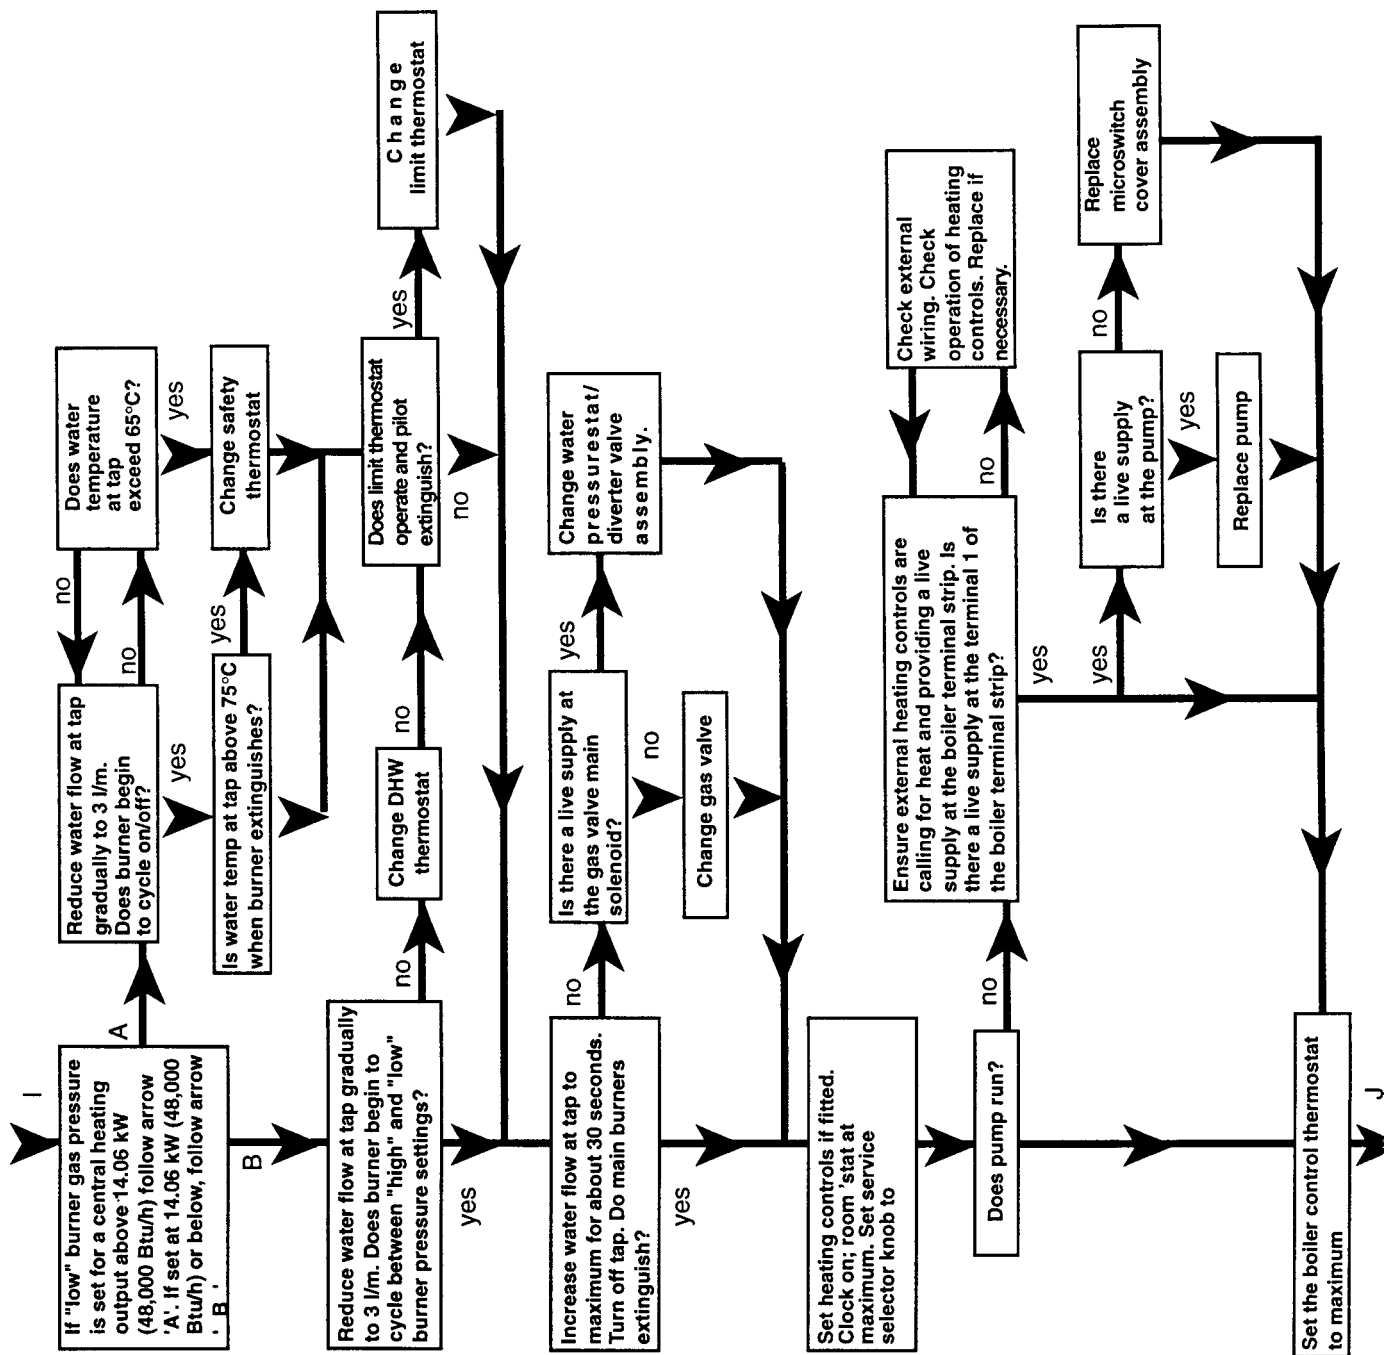 I
If "low" burner gas pressure
is set for a central heating
output above 14.06 kW
(48,000 Btu/h) follow arrow
'A'. If set at 14.06 kW (48,000
Btu/h) or below, follow arrow
' B '
A
Reduce water flow at tap
gradually to 3 l/m.
Does burner begin
to cycle on/off?
no
no
Does water
temperature
at tap
exceed 65°C?
yes
yes
Is water temp at tap above 75°C
when burner extinguishes?
yes
Change safety
thermostat
B
Reduce water flow at tap gradually
to 3 l/m. Does burner begin to
cycle between "high" and "low"
burner pressure settings?
no
Change DHW
thermostat
no
Does limit thermostat
operate and pilot
extinguish?
yes
C h a n g e
limit thermostat
no
yes
Increase water flow at tap to
maximum for about 30 seconds.
Turn off tap. Do main burners
extinguish?
no
Is there a live supply at
the gas valve main
solenoid?
yes
Change water
pressurestat/
diverter valve
assembly.
no
Change gas valve
yes
Set heating controls if fitted.
Clock on; room 'stat at
maximum. Set service
selector knob to
Does pump run?
no
Ensure external heating controls are
calling for heat and providing a live
supply at the boiler terminal strip. Is
there a live supply at the terminal 1 of
the boiler terminal strip?
no
Check external
wiring. Check
operation of heating
controls. Replace if
necessary.
yes
yes
Is there
a live supply
at the pump?
no
Replace
microswitch
cover assembly
yes
Replace pump
Set the boiler control thermostat
to maximum
J